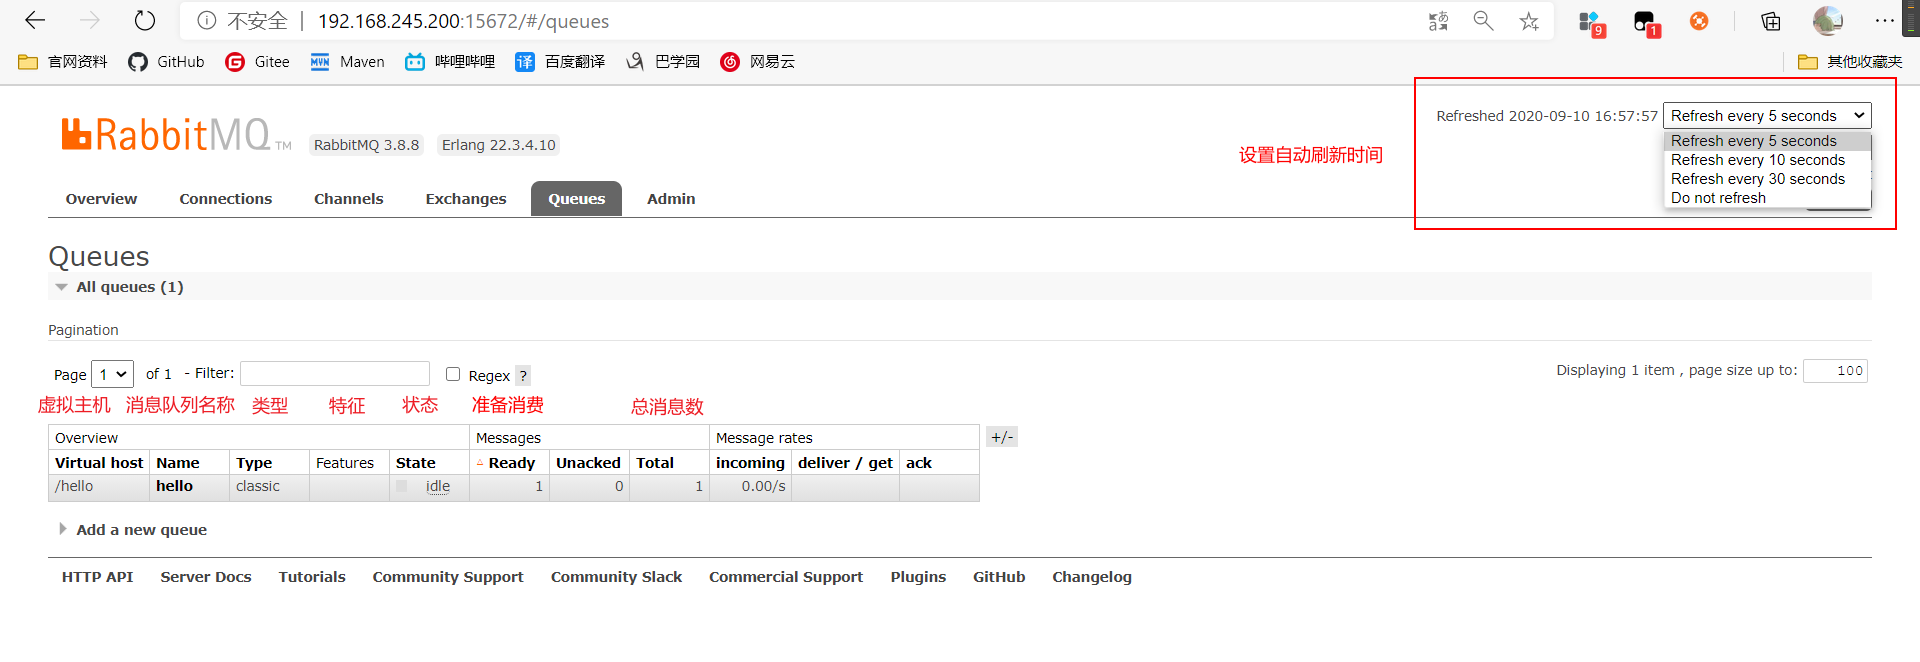 不安全 | 192.168.245.200:15672/#/queues
9 1
官网资料 GitHub Gitee Maven 哔哩哔哩 译 百度翻译 巴学园 网易云 其他收藏夹
RabbitMQ TM RabbitMQ 3.8.8 Erlang 22.3.4.10
Refreshed 2020-09-10 16:57:57 Refresh every 5 seconds
Refresh every 5 seconds
Refresh every 10 seconds
Refresh every 30 seconds
Do not refresh
设置自动刷新时间
Overview Connections Channels Exchanges Queues Admin
Queues
All queues (1)
Pagination
Page 1 of 1 - Filter: Regex ? Displaying 1 item , page size up to: 100
虚拟主机 消息队列名称 类型 特征 状态 准备消费 总消息数
Overview Messages Message rates +/-
Virtual host Name Type Features State Ready Unacked Total incoming deliver / get ack
/hello hello classic idle 1 0 1 0.00/s
Add a new queue
HTTP API Server Docs Tutorials Community Support Community Slack Commercial Support Plugins GitHub Changelog